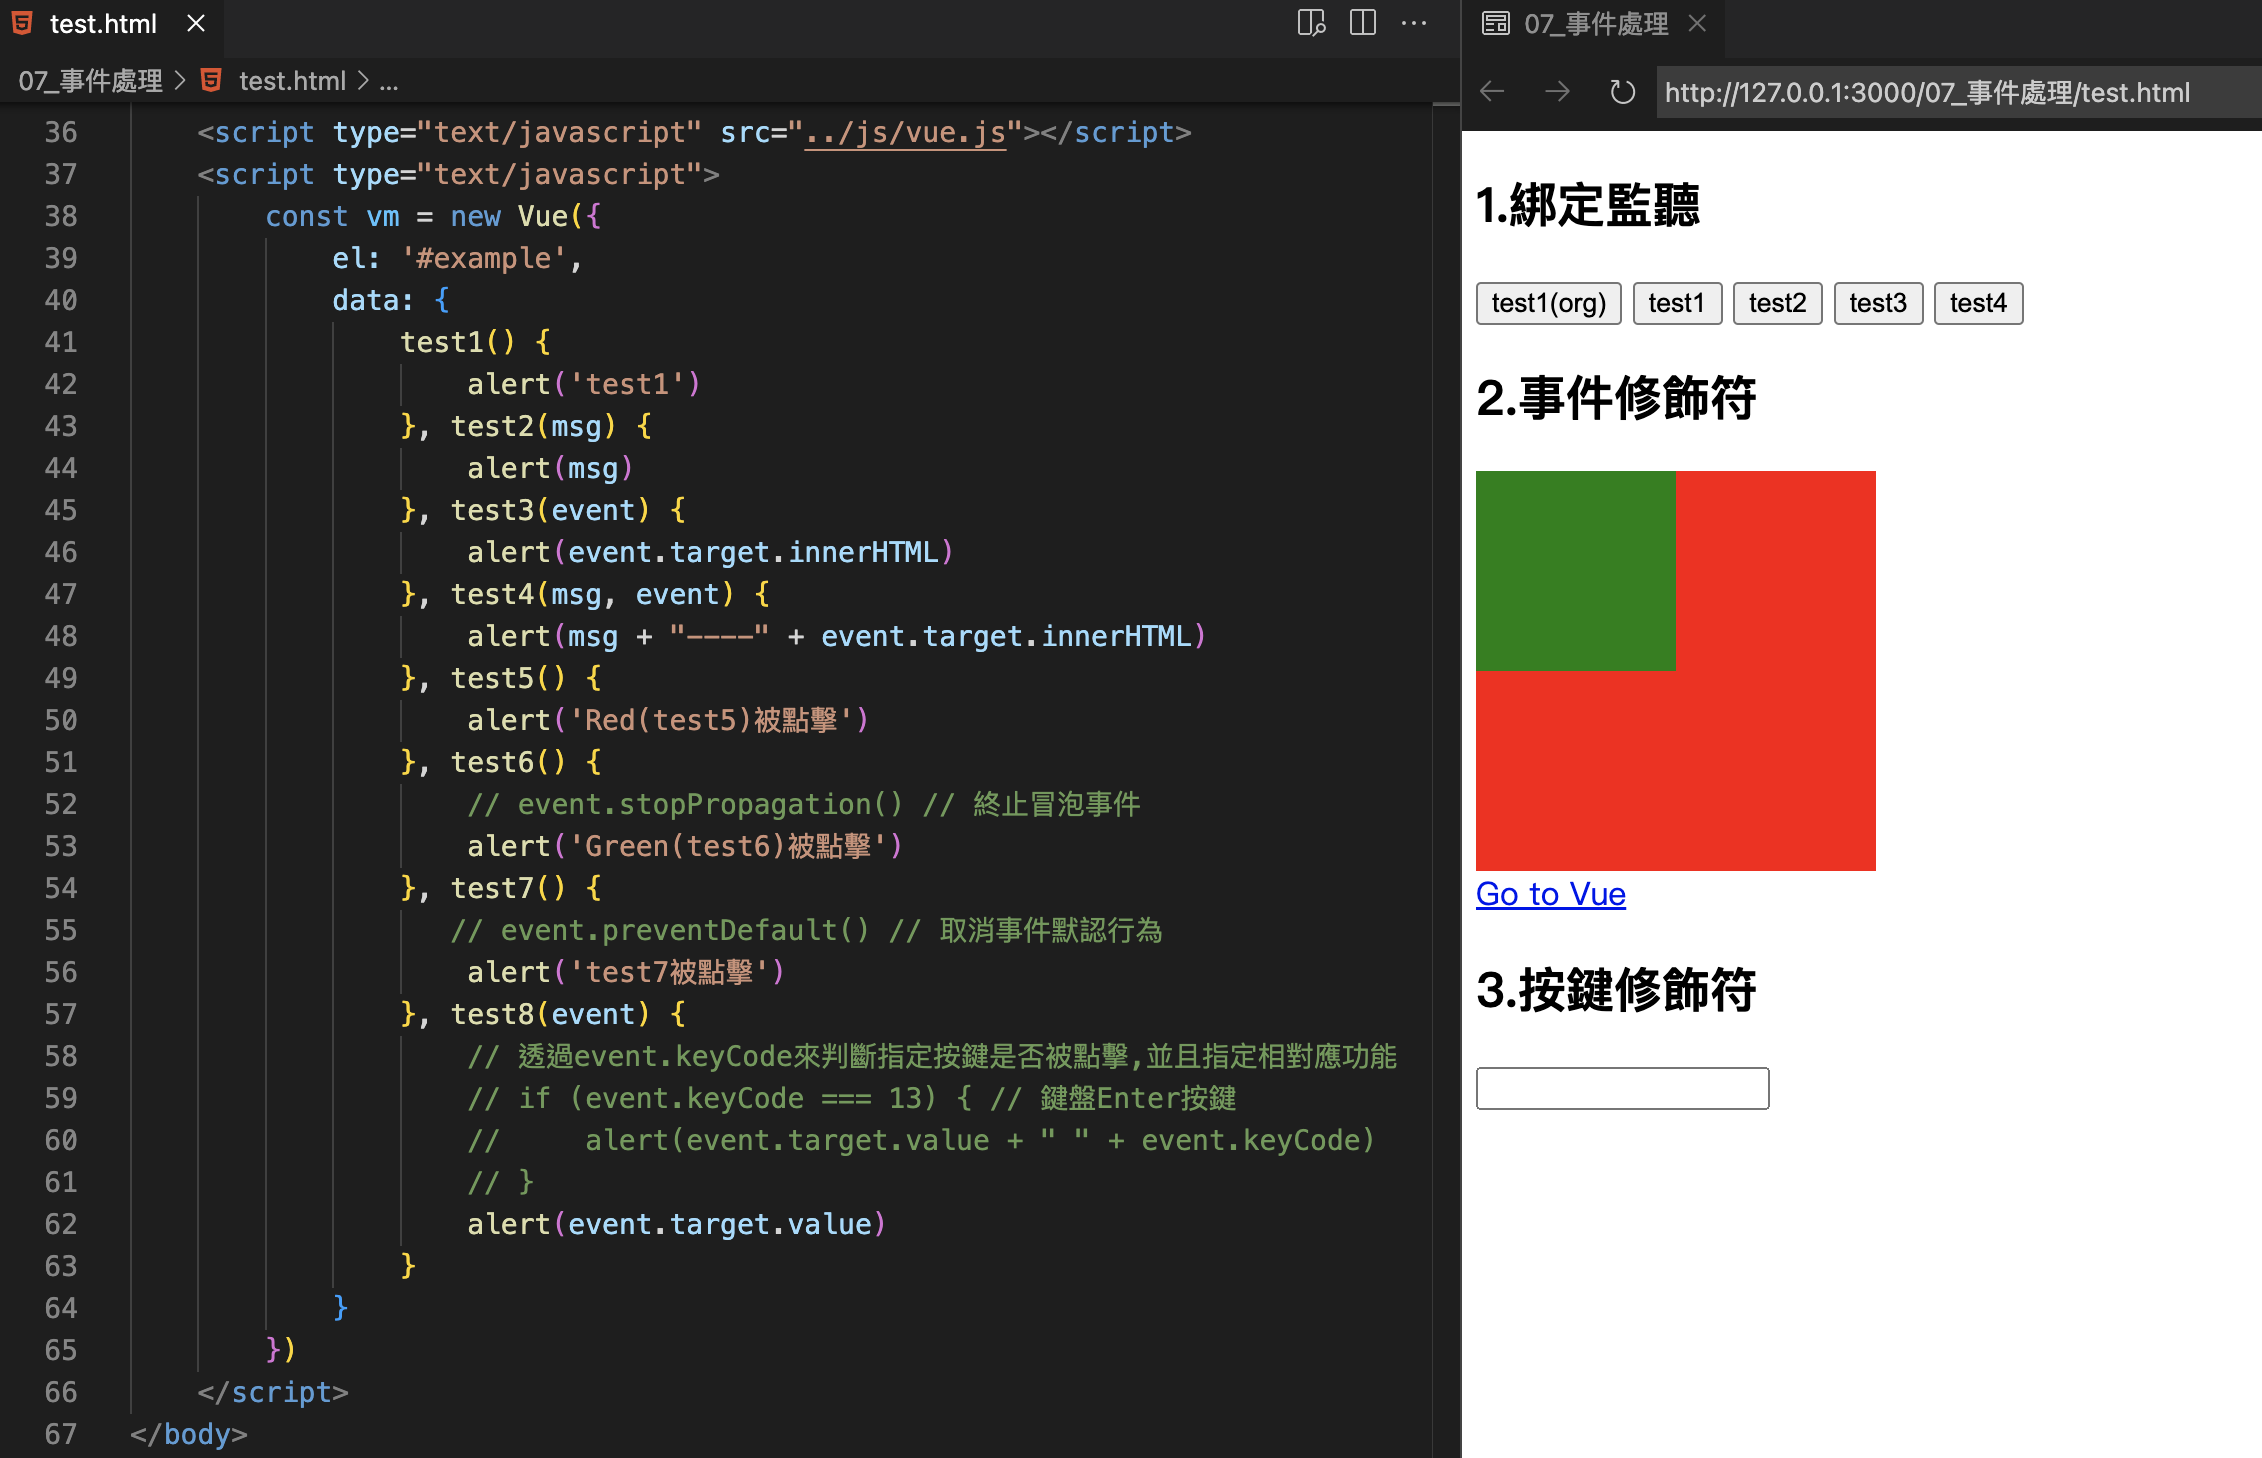 test.html
07_事件處理 > test.html > ...
36 <script type="text/javascript" src="../js/vue.js"></script>
37 <script type="text/javascript">
38 const vm = new Vue({
39 el: '#example',
40 data: {
41 test1() {
42 alert('test1')
43 }, test2(msg) {
44 alert(msg)
45 }, test3(event) {
46 alert(event.target.innerHTML)
47 }, test4(msg, event) {
48 alert(msg + "----" + event.target.innerHTML)
49 }, test5() {
50 alert('Red(test5)被點擊')
51 }, test6() {
52 // event.stopPropagation() // 終止冒泡事件
53 alert('Green(test6)被點擊')
54 }, test7() {
55 // event.preventDefault() // 取消事件默認行為
56 alert('test7被點擊')
57 }, test8(event) {
58 // 透過event.keyCode來判斷指定按鍵是否被點擊,並且指定相對應功能
59 // if (event.keyCode === 13) { // 鍵盤Enter按鍵
60 //     alert(event.target.value + " " + event.keyCode)
61 // }
62 alert(event.target.value)
63 }
64 }
65 })
66 </script>
67 </body>
07_事件處理
http://127.0.0.1:3000/07_事件處理/test.html
1.綁定監聽
test1(org) test1 test2 test3 test4
2.事件修飾符
Go to Vue
3.按鍵修飾符